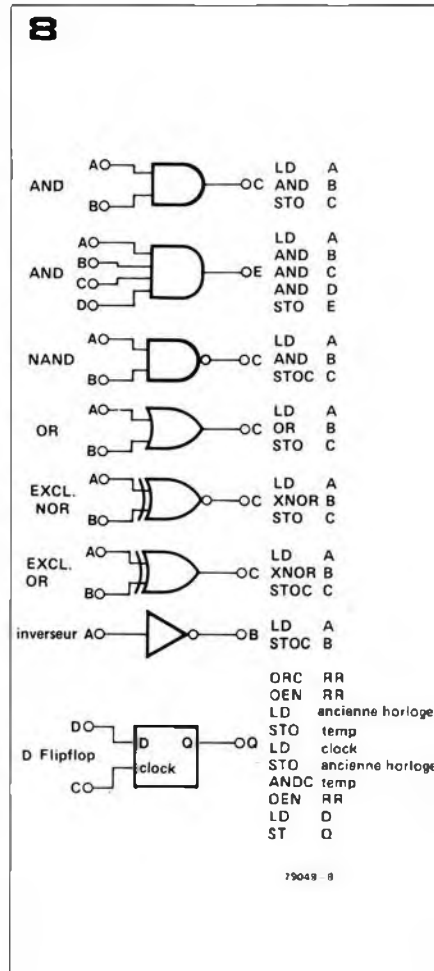 8
AND
A
B
C
LD A
AND B
STO C
AND
A
B
C
D
E
LD A
AND B
AND C
AND D
STO E
NAND
A
B
C
LD A
AND B
STOC C
OR
A
B
C
LD A
OR B
STO C
EXCL.
NOR
A
B
C
LD A
XNOR B
STO C
EXCL.
OR
A
B
C
LD A
XNOR B
STOC C
inverseur
A
B
LD A
STOC B
D Flipflop
D
C
D Q
clock
Q
ORC RR
OEN RR
LD ancienne horloge
STO temp
LD clock
STO ancienne horloge
ANDC temp
OEN RR
LD D
ST Q
79049 - 8